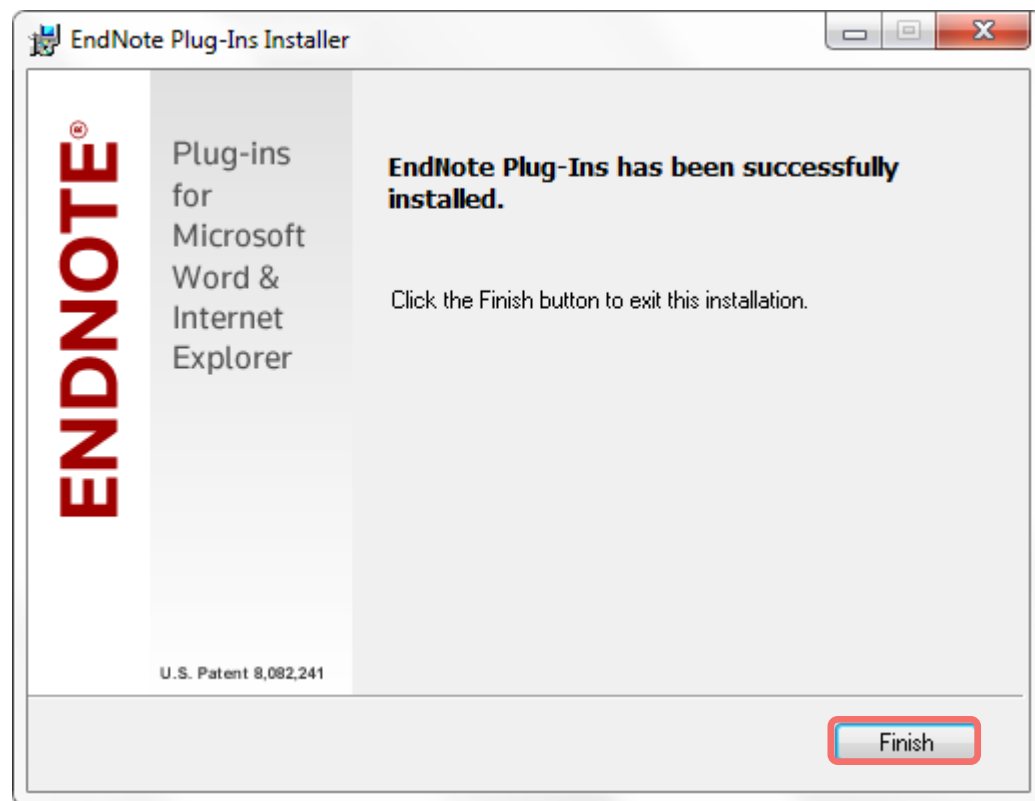 EndNote Plug-Ins Installer
ENDNOTE®
Plug-ins
for
Microsoft
Word &
Internet
Explorer
U.S. Patent 8,082,241
EndNote Plug-Ins has been successfully
installed.
Click the Finish button to exit this installation.
Finish